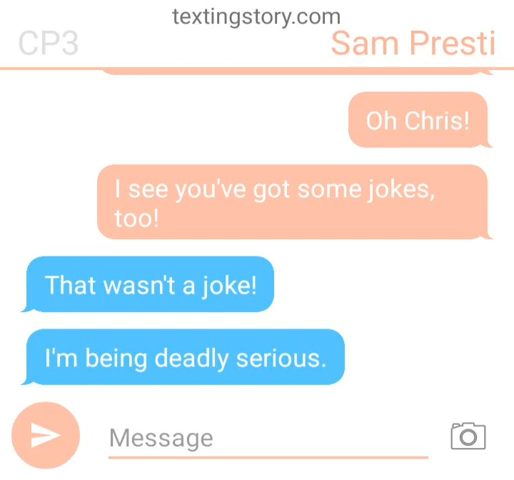 textingstory.com
CP3
Sam Presti
Oh Chris!
I see you've got some jokes,
too!
That wasn't a joke!
I'm being deadly serious.
Message